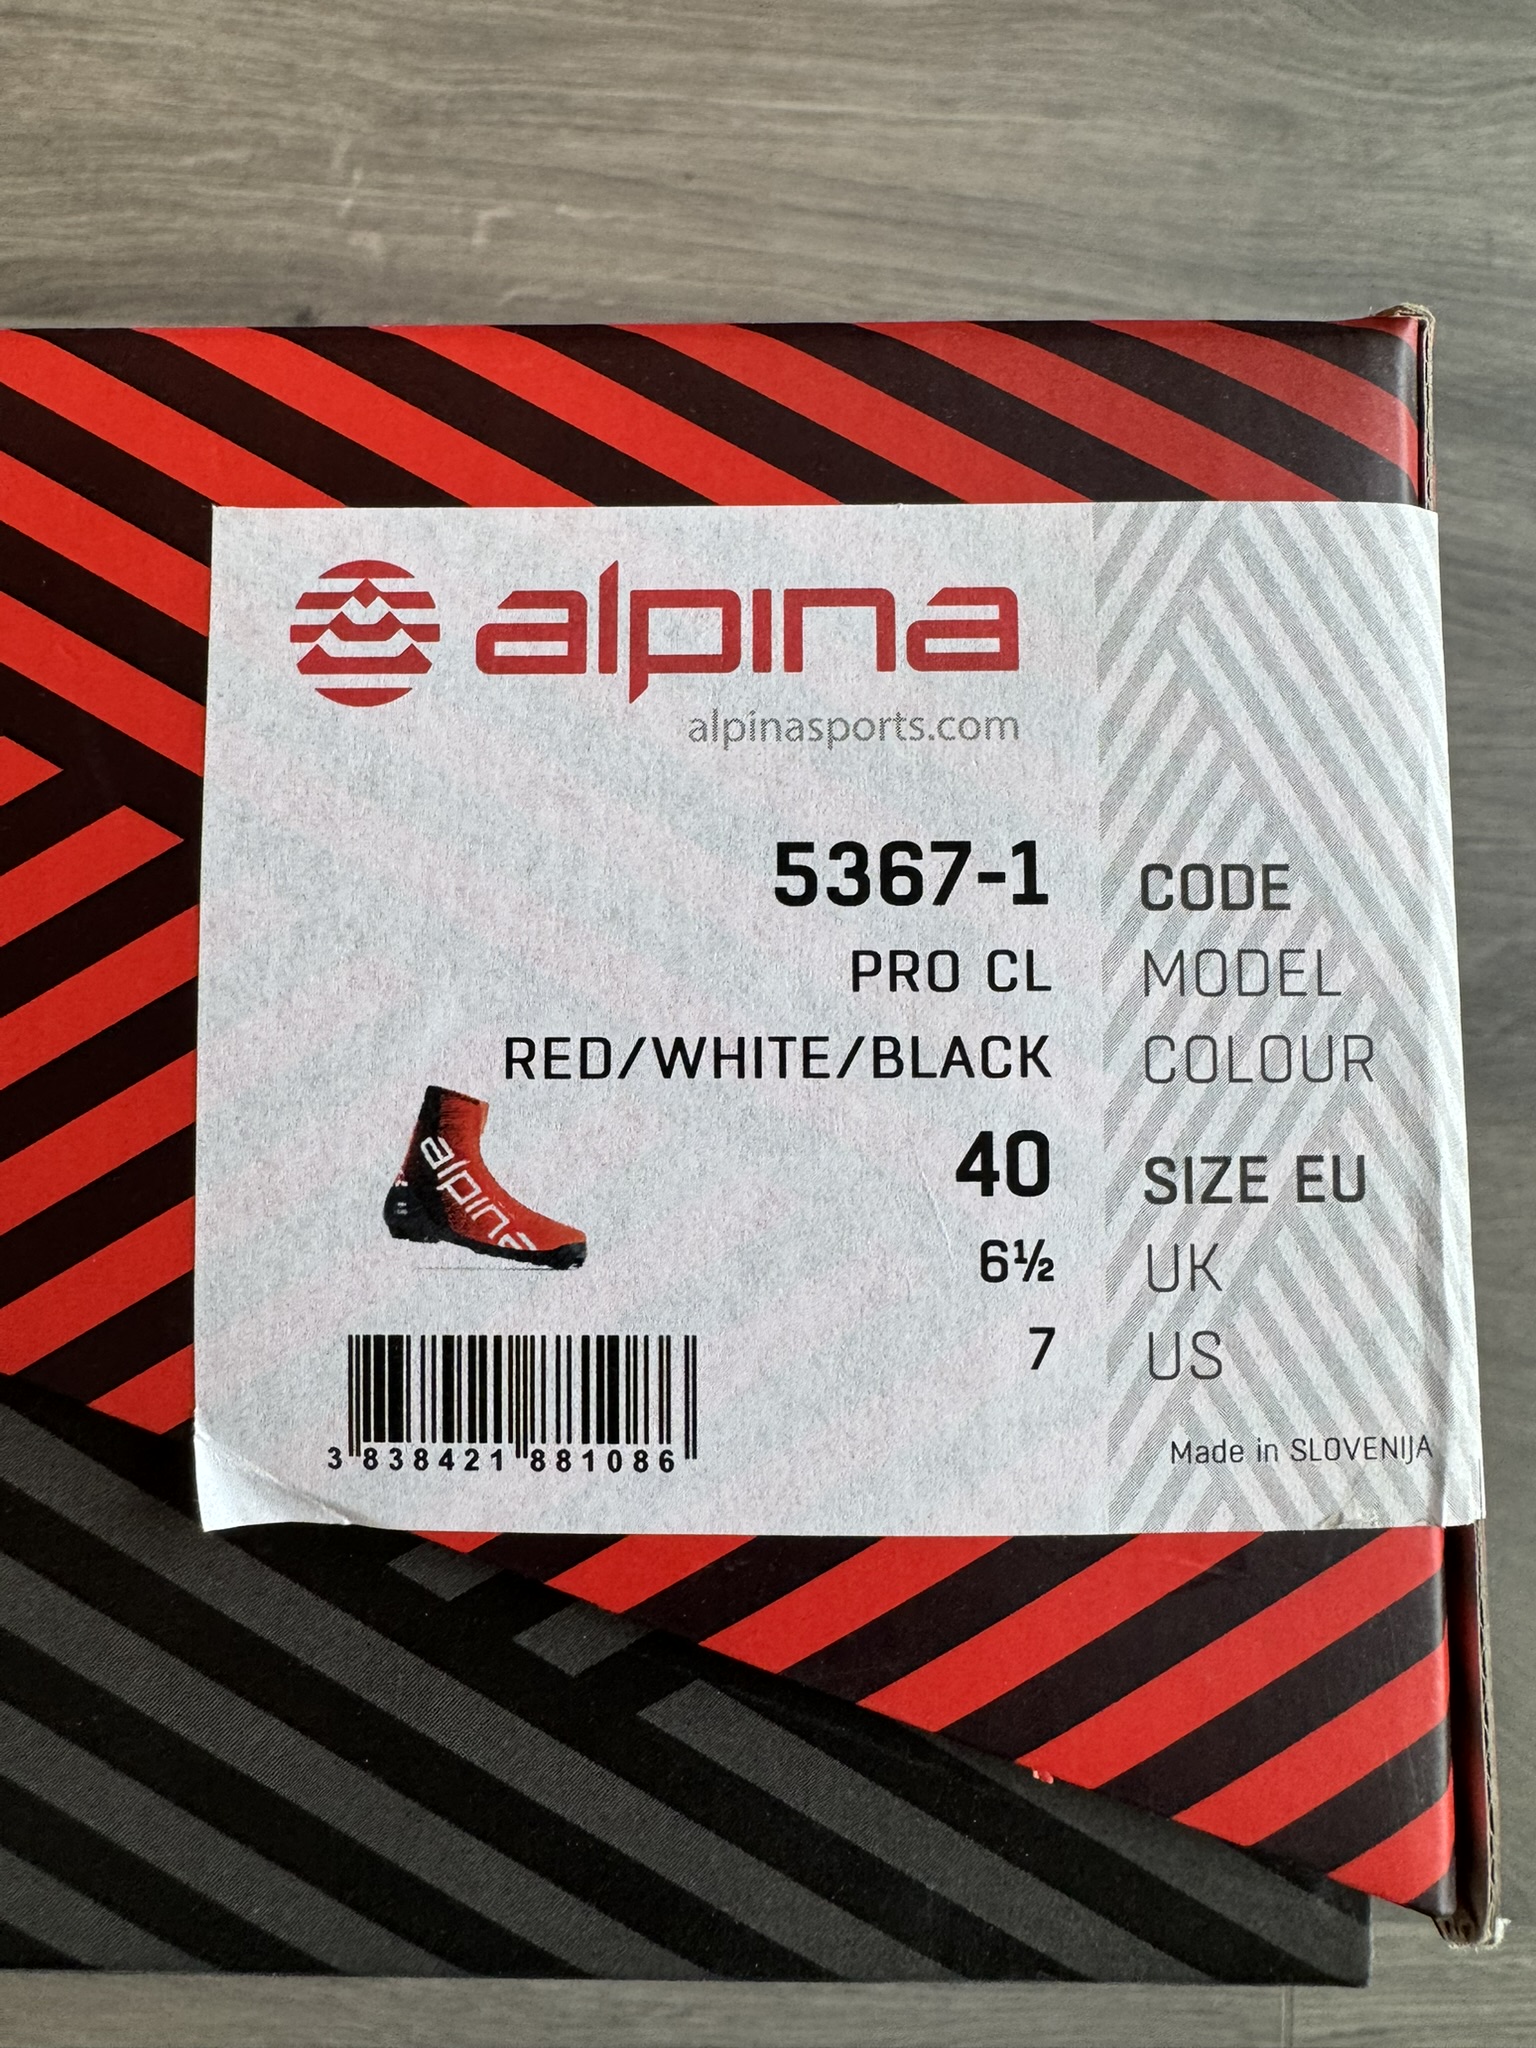 alpina
alpinasports.com
5367-1 CODE
PRO CL MODEL
RED/WHITE/BLACK COLOUR
alpina
40 SIZE EU
6½ UK
7 US
3 838421 881086
Made in SLOVENIJA